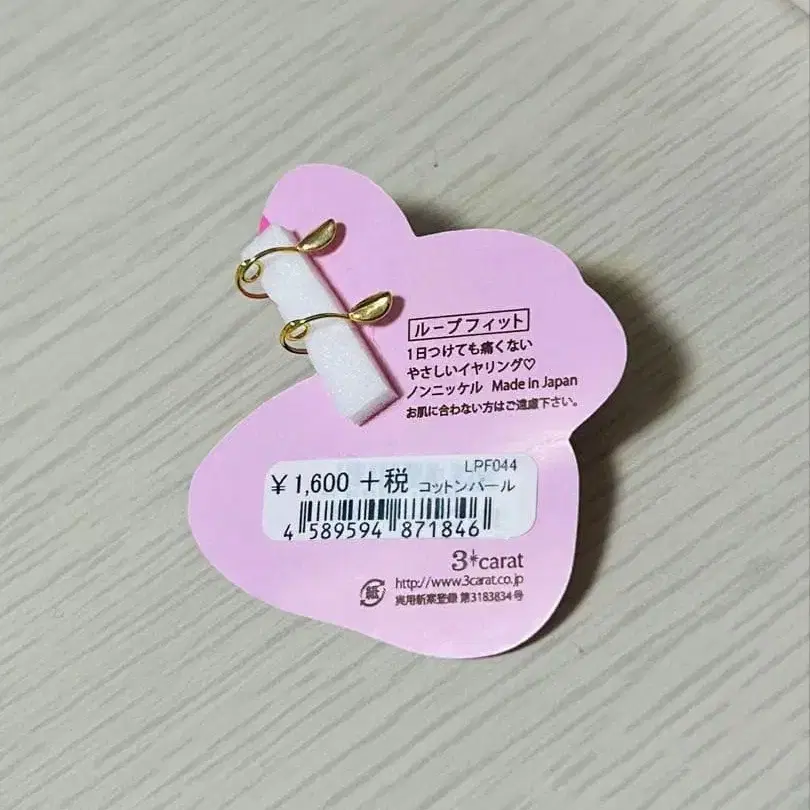 ループフィット
1日つけても痛くない
やさしいイヤリング♡
ノンニッケル Made in Japan
お肌に合わない方はご遠慮下さい。
LPF044
¥1,600 +税 コットンパール
4 589594 871846
3*carat
http://www.3carat.co.jp
紙 実用新案登録 第3183834号